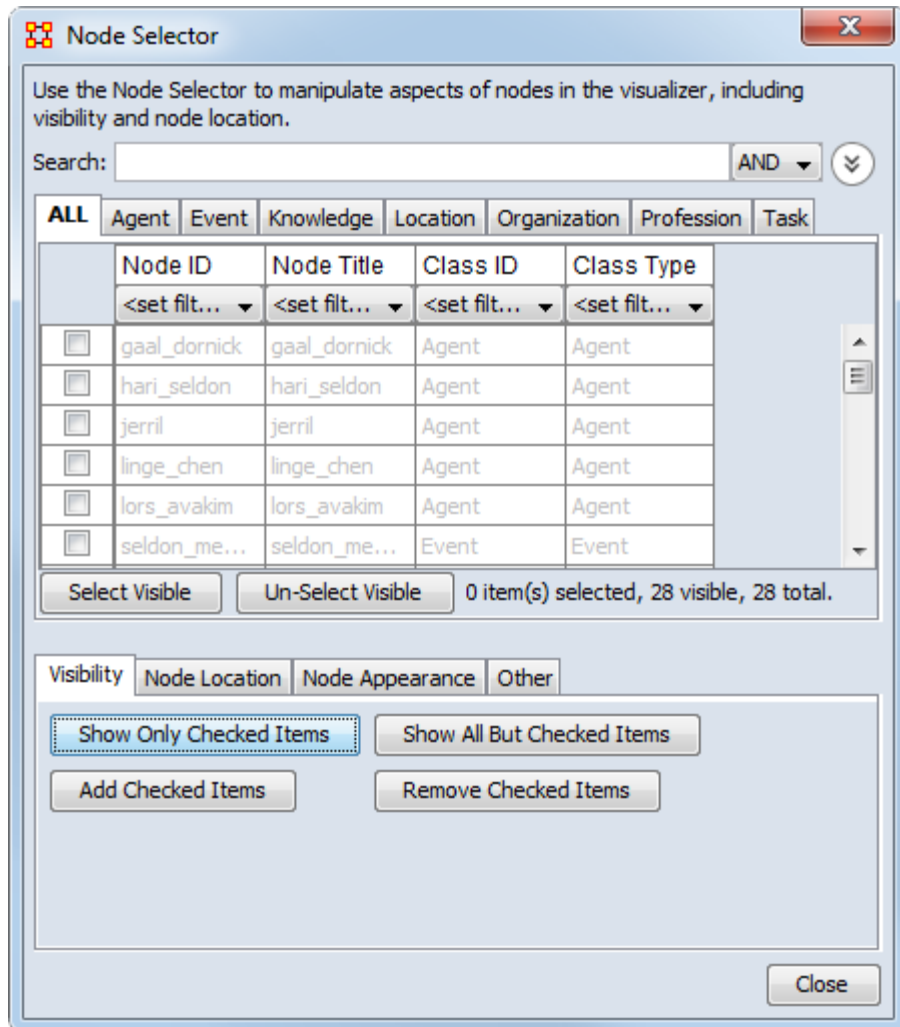 Node Selector
Use the Node Selector to manipulate aspects of nodes in the visualizer, including
visibility and node location.
Search: AND
ALL Agent Event Knowledge Location Organization Profession Task
Node ID Node Title Class ID Class Type
<set filt... <set filt... <set filt... <set filt...
gaal_dornick gaal_dornick Agent Agent
hari_seldon hari_seldon Agent Agent
jerril jerril Agent Agent
linge_chen linge_chen Agent Agent
lors_avakim lors_avakim Agent Agent
seldon_me... seldon_me... Event Event
Select Visible Un-Select Visible 0 item(s) selected, 28 visible, 28 total.
Visibility Node Location Node Appearance Other
Show Only Checked Items Show All But Checked Items
Add Checked Items Remove Checked Items
Close